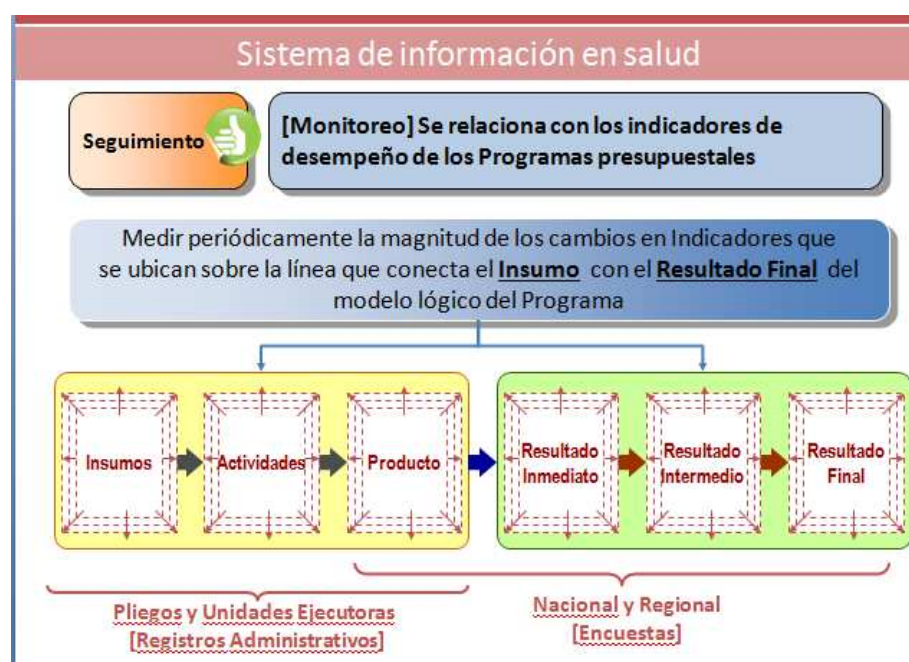 Sistema de información en salud
Seguimiento
[Monitoreo] Se relaciona con los indicadores de
desempeño de los Programas presupuestales
Medir periódicamente la magnitud de los cambios en Indicadores que
se ubican sobre la línea que conecta el Insumo con el Resultado Final del
modelo lógico del Programa
Insumos
Actividades
Producto
Resultado
Inmediato
Resultado
Intermedio
Resultado
Final
Pliegos y Unidades Ejecutoras
[Registros Administrativos]
Nacional y Regional
[Encuestas]